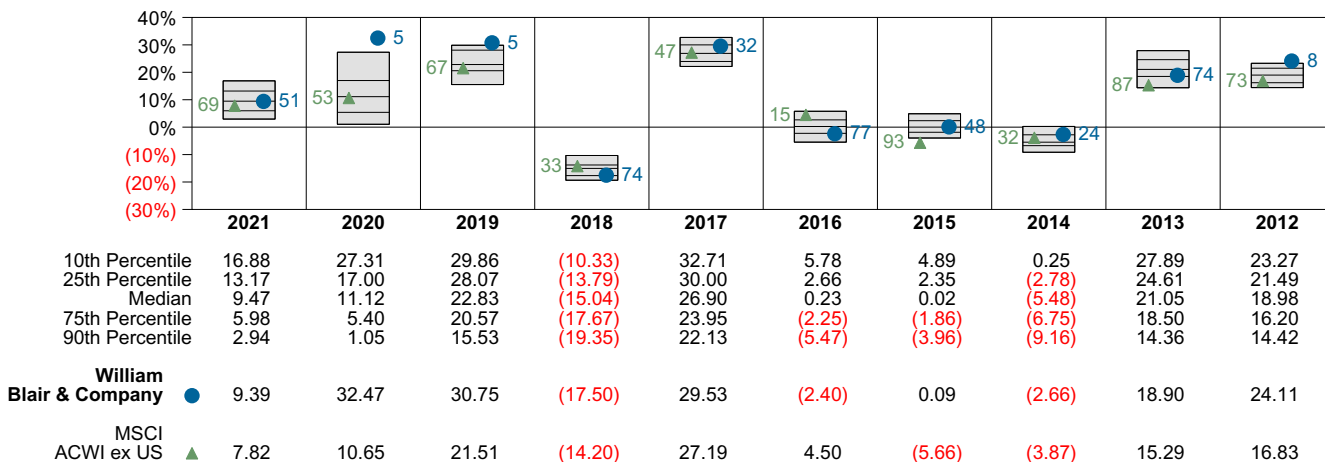 40%
30%
20%
10%
0%
(10%)
(20%)
(30%)
69 51
53 5
67 5
33 74
47 32
15 77
93 48
32 24
87 74
73 8
2021 2020 2019 2018 2017 2016 2015 2014 2013 2012
10th Percentile 16.88 27.31 29.86 (10.33) 32.71 5.78 4.89 0.25 27.89 23.27
25th Percentile 13.17 17.00 28.07 (13.79) 30.00 2.66 2.35 (2.78) 24.61 21.49
Median 9.47 11.12 22.83 (15.04) 26.90 0.23 0.02 (5.48) 21.05 18.98
75th Percentile 5.98 5.40 20.57 (17.67) 23.95 (2.25) (1.86) (6.75) 18.50 16.20
90th Percentile 2.94 1.05 15.53 (19.35) 22.13 (5.47) (3.96) (9.16) 14.36 14.42
William
Blair & Company 9.39 32.47 30.75 (17.50) 29.53 (2.40) 0.09 (2.66) 18.90 24.11
MSCI
ACWI ex US 7.82 10.65 21.51 (14.20) 27.19 4.50 (5.66) (3.87) 15.29 16.83